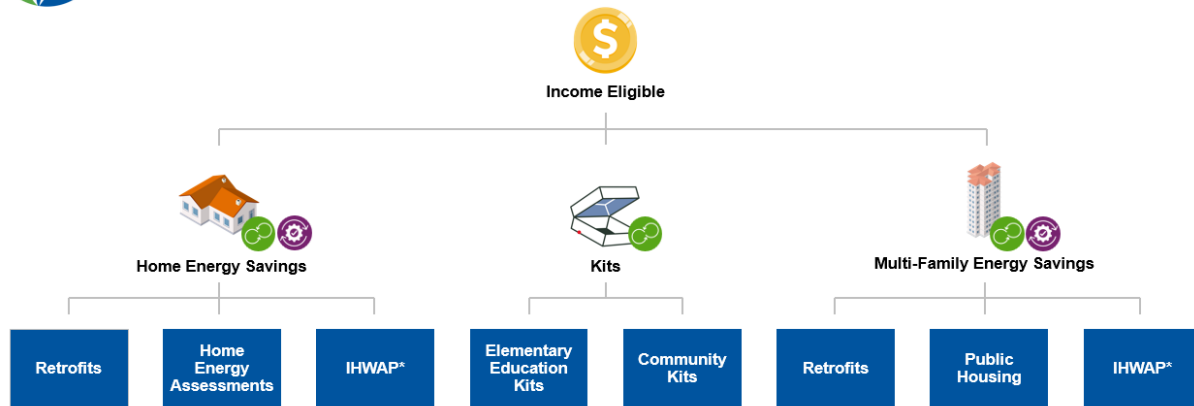 $
Income Eligible
Home Energy Savings
Kits
Multi-Family Energy Savings
Retrofits
Home
Energy
Assessments
IHWAP*
Elementary
Education
Kits
Community
Kits
Retrofits
Public
Housing
IHWAP*